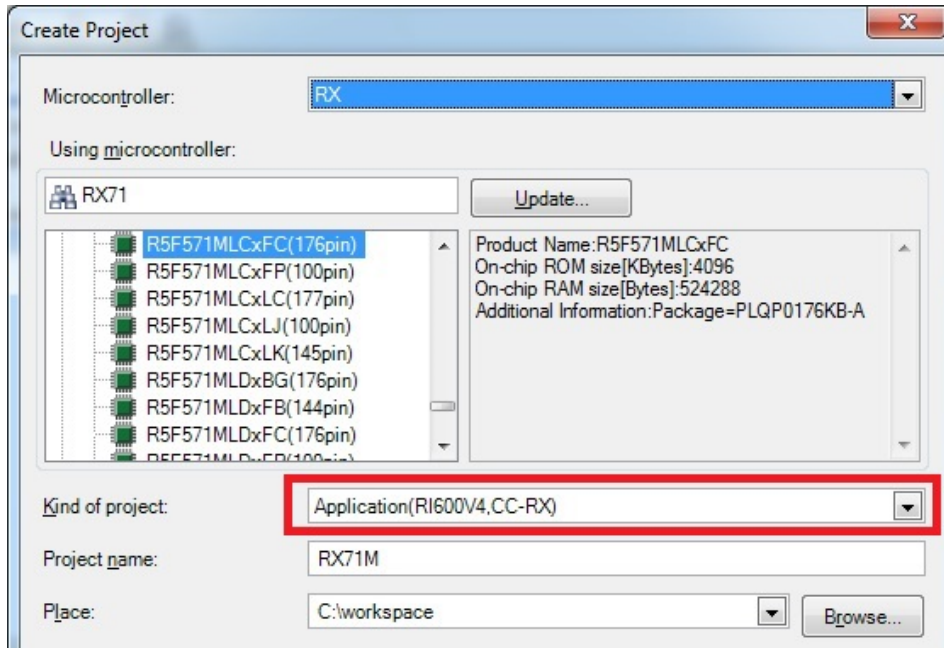 Create Project
Microcontroller:
RX
Using microcontroller:
RX71
Update...
R5F571MLCxFC(176pin)
R5F571MLCxFP(100pin)
R5F571MLCxLC(177pin)
R5F571MLCxLJ(100pin)
R5F571MLCxLK(145pin)
R5F571MLDxBG(176pin)
R5F571MLDxFB(144pin)
R5F571MLDxFC(176pin)
R5F571MLDxFP(100pin)
Product Name:R5F571MLCxFC
On-chip ROM size[KBytes]:4096
On-chip RAM size[Bytes]:524288
Additional Information:Package=PLQP0176KB-A
Kind of project:
Application(RI600V4,CC-RX)
Project name:
RX71M
Place:
C:\workspace
Browse...